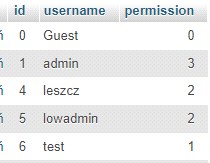 id username permission
ń 0 Guest 0
ń 1 admin 3
ń 4 leszcz 2
ń 5 lowadmin 2
ń 6 test 1